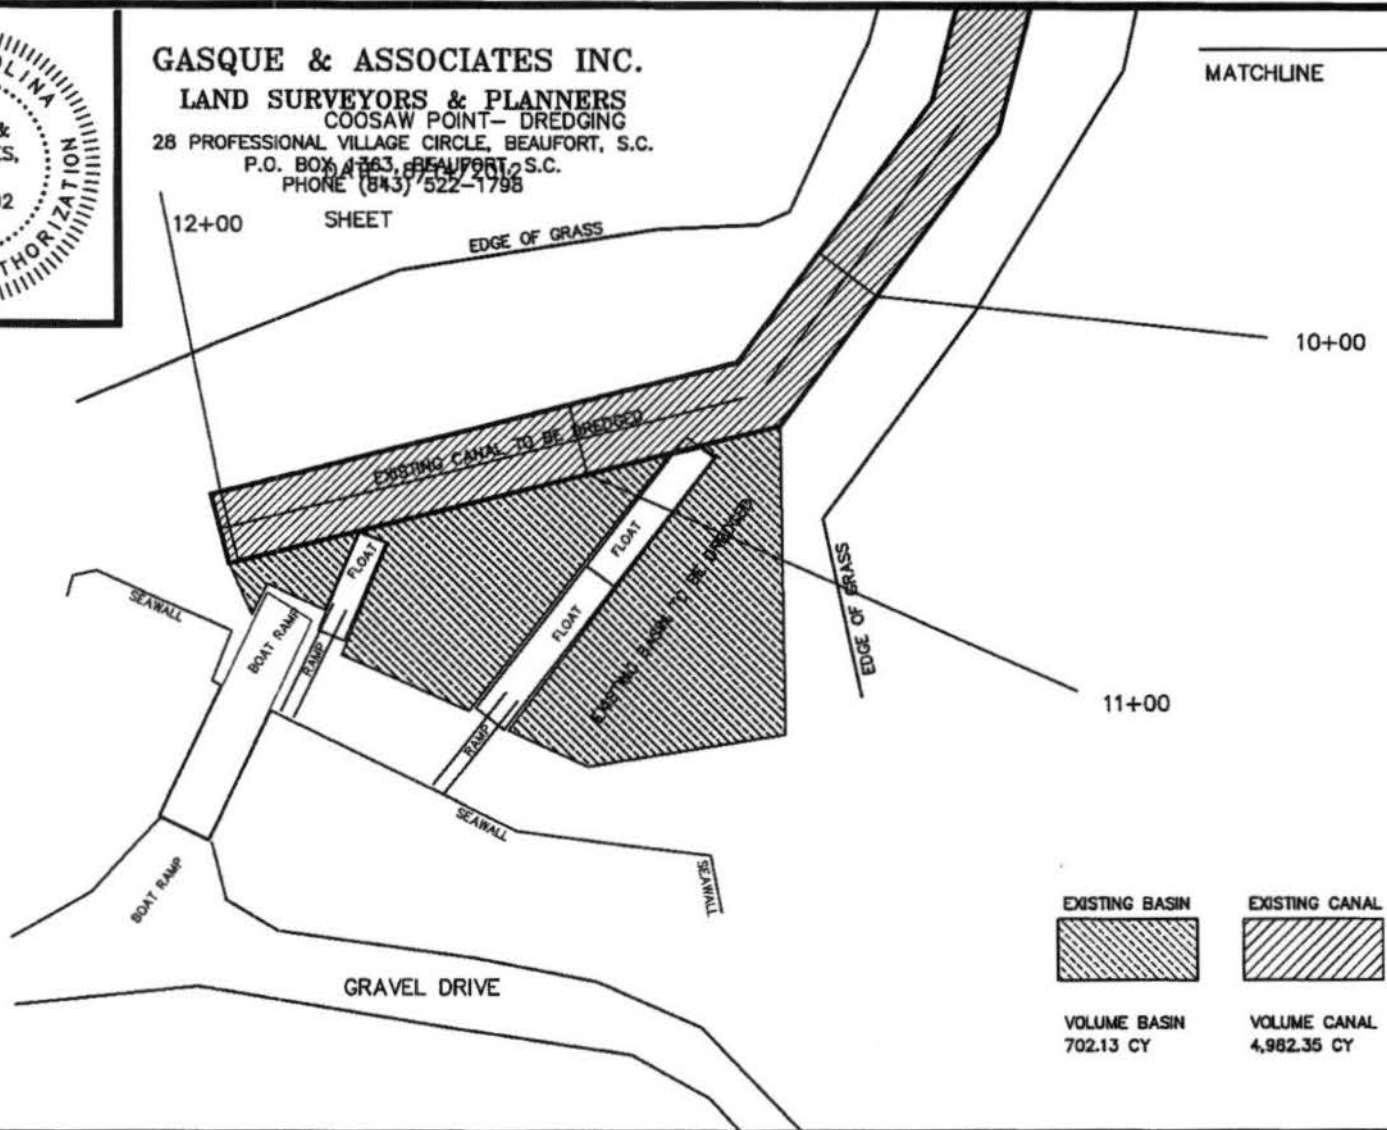 GASQUE & ASSOCIATES INC.
LAND SURVEYORS & PLANNERS
COOSAW POINT- DREDGING
28 PROFESSIONAL VILLAGE CIRCLE, BEAUFORT, S.C.
P.O. BOX 1363, BEAUFORT, S.C.
PHONE (843) 522-1798
SHEET
12+00
MATCHLINE
EDGE OF GRASS
10+00
EXISTING CANAL TO BE DREDGED
FLOAT
FLOAT
FLOAT
EXISTING BASIN TO BE DREDGED
EDGE OF GRASS
SEAWALL
BOAT RAMP
RAMP
11+00
RAMP
SEAWALL
SEAWALL
BOAT RAMP
GRAVEL DRIVE
EXISTING BASIN
EXISTING CANAL
VOLUME BASIN
702.13 CY
VOLUME CANAL
4,982.35 CY